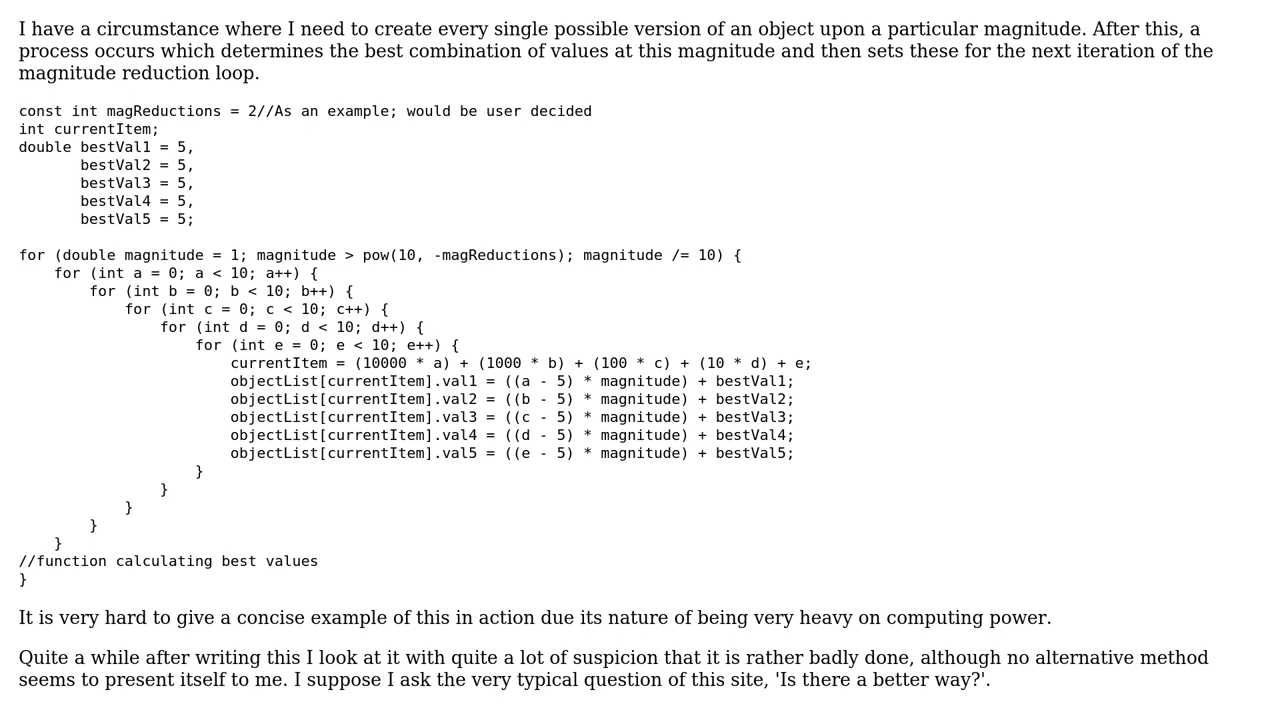 I have a circumstance where I need to create every single possible version of an object upon a particular magnitude. After this, a
process occurs which determines the best combination of values at this magnitude and then sets these for the next iteration of the
magnitude reduction loop.
const int magReductions = 2//As an example; would be user decided
int currentItem;
double bestVal1 = 5,
       bestVal2 = 5,
       bestVal3 = 5,
       bestVal4 = 5,
       bestVal5 = 5;

for (double magnitude = 1; magnitude > pow(10, -magReductions); magnitude /= 10) {
    for (int a = 0; a < 10; a++) {
        for (int b = 0; b < 10; b++) {
            for (int c = 0; c < 10; c++) {
                for (int d = 0; d < 10; d++) {
                    for (int e = 0; e < 10; e++) {
                        currentItem = (10000 * a) + (1000 * b) + (100 * c) + (10 * d) + e;
                        objectList[currentItem].val1 = ((a - 5) * magnitude) + bestVal1;
                        objectList[currentItem].val2 = ((b - 5) * magnitude) + bestVal2;
                        objectList[currentItem].val3 = ((c - 5) * magnitude) + bestVal3;
                        objectList[currentItem].val4 = ((d - 5) * magnitude) + bestVal4;
                        objectList[currentItem].val5 = ((e - 5) * magnitude) + bestVal5;
                    }
                }
            }
        }
    }
//function calculating best values
}
It is very hard to give a concise example of this in action due its nature of being very heavy on computing power.
Quite a while after writing this I look at it with quite a lot of suspicion that it is rather badly done, although no alternative method
seems to present itself to me. I suppose I ask the very typical question of this site, 'Is there a better way?'.